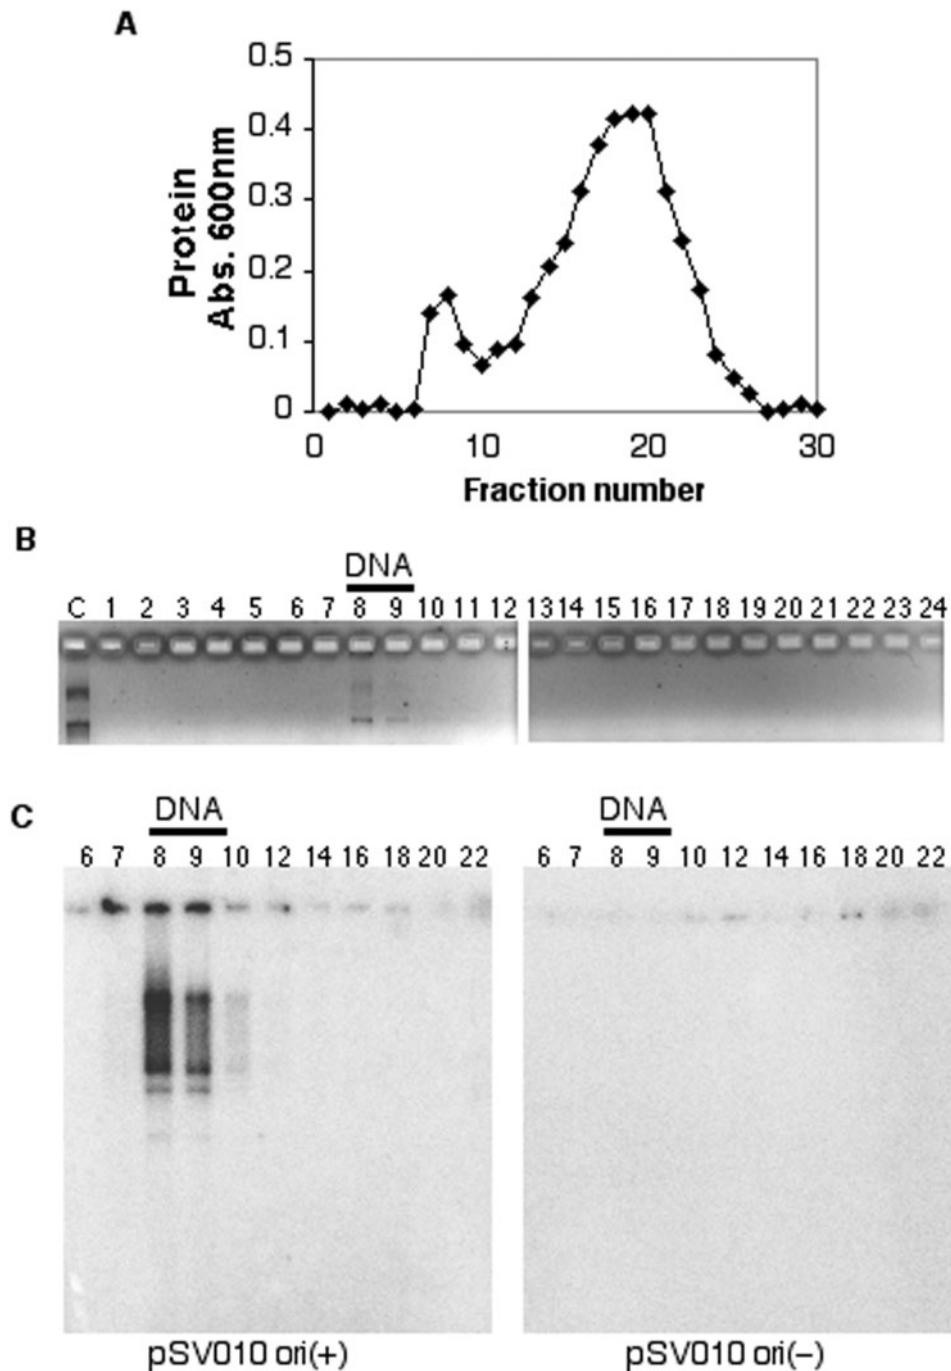 A
Protein
Abs. 600nm
0.5
0.4
0.3
0.2
0.1
0
0 10 20 30
Fraction number
B
DNA
C 1 2 3 4 5 6 7 8 9 10 11 12 13 14 15 16 17 18 19 20 21 22 23 24
C
DNA DNA
6 7 8 9 10 12 14 16 18 20 22 6 7 8 9 10 12 14 16 18 20 22
pSV010 ori(+) pSV010 ori(−)